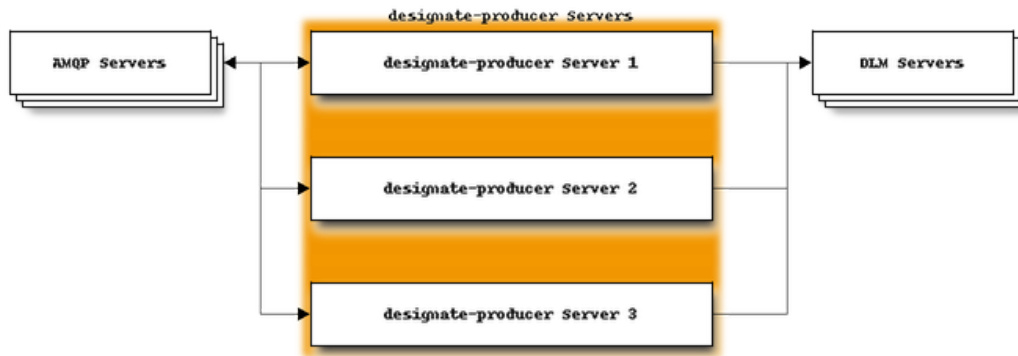 designate-producer Servers
AMQP Servers
designate-producer Server 1
DLM Servers
designate-producer Server 2
designate-producer Server 3